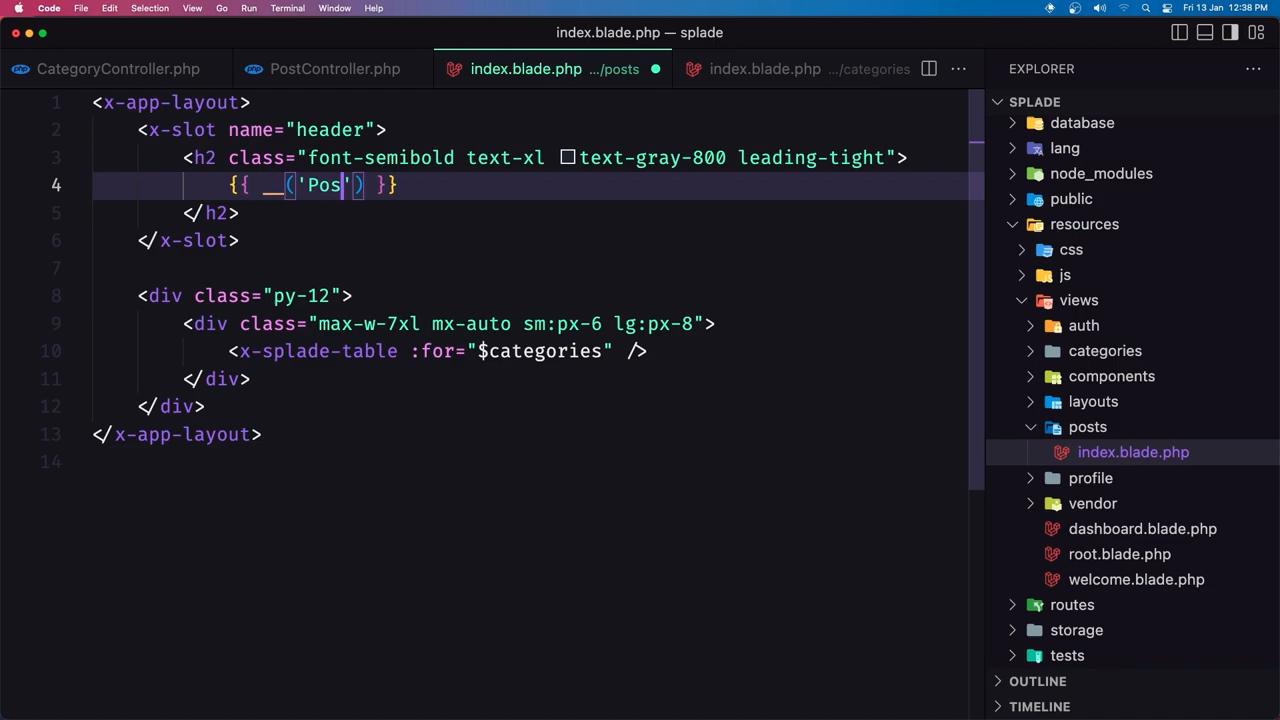 Code File Edit Selection View Go Run Terminal Window Help Fri 13 Jan 12:38 PM
index.blade.php — splade
CategoryController.php PostController.php index.blade.php .../posts index.blade.php .../categories
EXPLORER
SPLADE
database
lang
node_modules
public
resources
css
js
views
auth
categories
components
layouts
posts
index.blade.php
profile
vendor
dashboard.blade.php
root.blade.php
welcome.blade.php
routes
storage
tests
OUTLINE
TIMELINE
1 <x-app-layout>
2 <x-slot name="header">
3 <h2 class="font-semibold text-xl text-gray-800 leading-tight">
4 {{ __('Pos') }}
5 </h2>
6 </x-slot>
7
8 <div class="py-12">
9 <div class="max-w-7xl mx-auto sm:px-6 lg:px-8">
10 <x-splade-table :for="$categories" />
11 </div>
12 </div>
13 </x-app-layout>
14